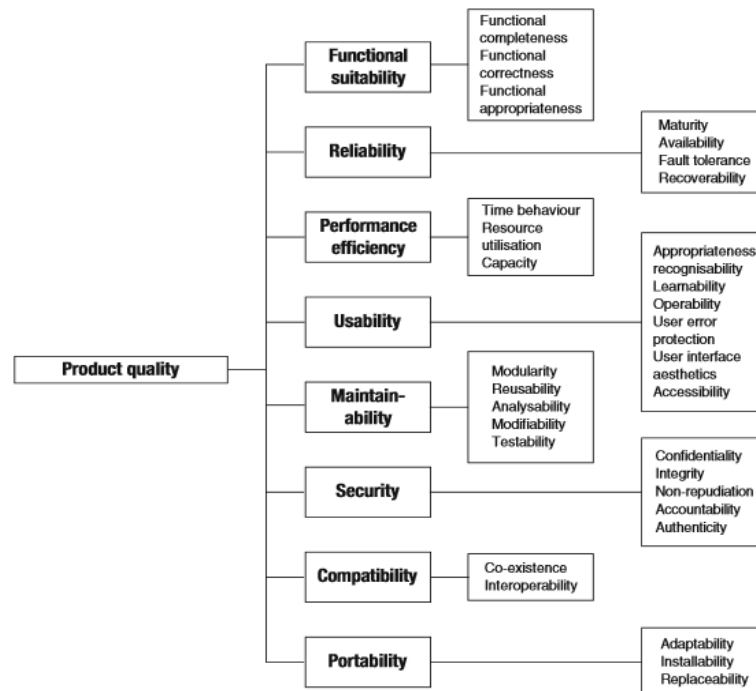 Product quality
Functional
suitability
Functional
completeness
Functional
correctness
Functional
appropriateness
Reliability
Maturity
Availability
Fault tolerance
Recoverability
Performance
efficiency
Time behaviour
Resource
utilisation
Capacity
Usability
Appropriateness
recognisability
Learnability
Operability
User error
protection
User interface
aesthetics
Accessibility
Maintain-
ability
Modularity
Reusability
Analysability
Modifiability
Testability
Security
Confidentiality
Integrity
Non-repudiation
Accountability
Authenticity
Compatibility
Co-existence
Interoperability
Portability
Adaptability
Installability
Replaceability